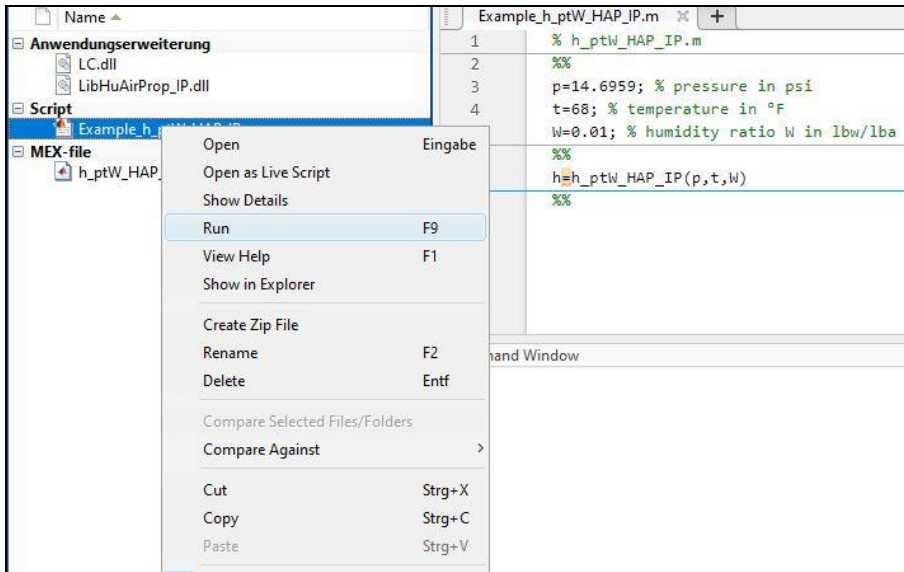 Name
Anwendungserweiterung
LC.dll
LibHuAirProp_IP.dll
Script
Example_h_ptW_HAP_IP
MEX-file
h_ptW_HAP_
Open Eingabe
Open as Live Script
Show Details
Run F9
View Help F1
Show in Explorer
Create Zip File
Rename F2
Delete Entf
Compare Selected Files/Folders
Compare Against
Cut Strg+X
Copy Strg+C
Paste Strg+V
Example_h_ptW_HAP_IP.m
1 % h_ptW_HAP_IP.m
2 %%
3 p=14.6959; % pressure in psi
4 t=68; % temperature in °F
W=0.01; % humidity ratio W in lbw/lba
%%
h=h_ptW_HAP_IP(p,t,W)
%%
mand Window